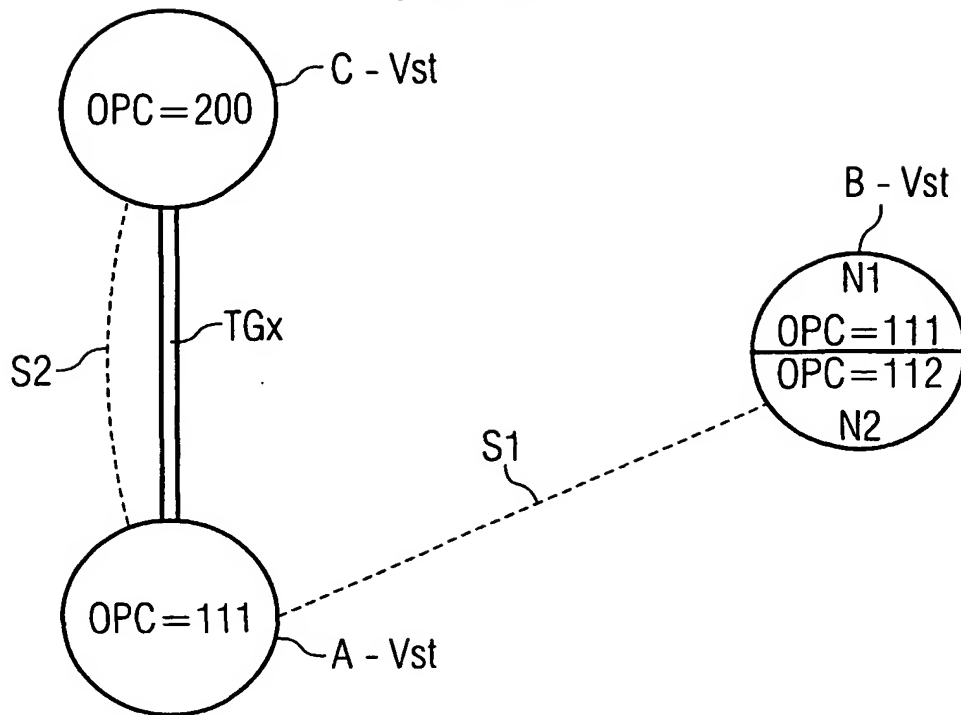 OPC=200
C - Vst
B - Vst
N1
OPC=111
OPC=112
N2
TGx
S2
S1
OPC=111
A - Vst